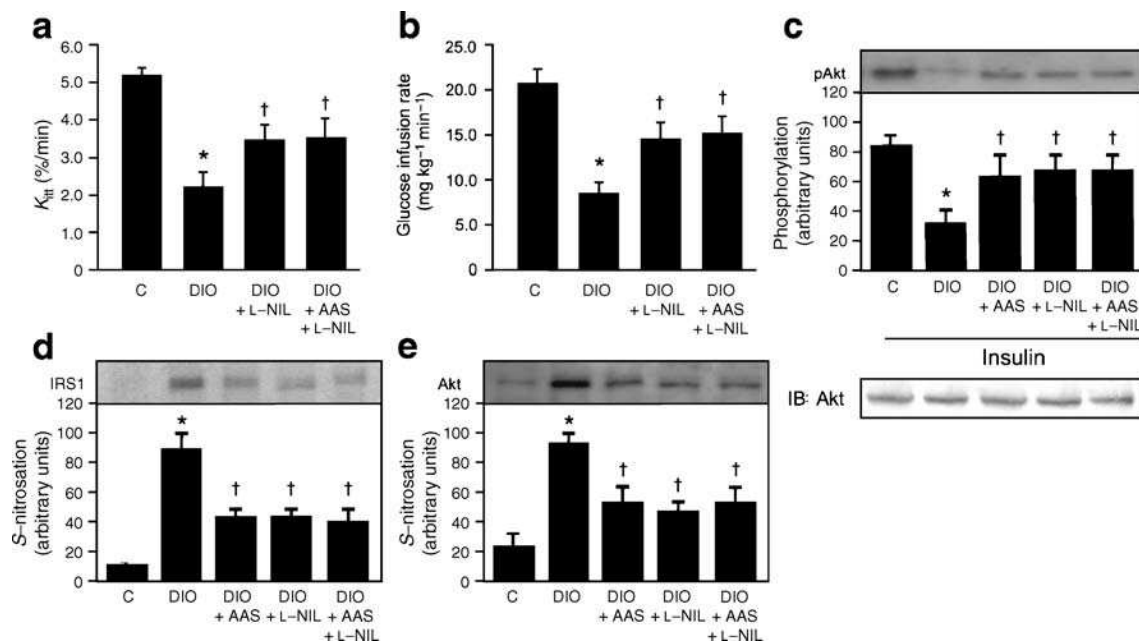 a
6.0
5.0
4.0
3.0
2.0
1.0
0
K_itt (%/min)
*
†
†
C
DIO
DIO
+ L–NIL
DIO
+ AAS
+ L–NIL
b
25.0
20.0
15.0
10.0
5.0
0
Glucose infusion rate
(mg kg⁻¹ min⁻¹)
*
†
†
C
DIO
DIO
+ L–NIL
DIO
+ AAS
+ L–NIL
c
pAkt
120
100
80
60
40
20
0
Phosphorylation
(arbitrary units)
*
†
†
†
C
DIO
DIO
+ AAS
DIO
+ L–NIL
DIO
+ AAS
+ L–NIL
Insulin
IB: Akt
d
IRS1
120
100
80
60
40
20
0
S–nitrosation
(arbitrary units)
*
†
†
†
C
DIO
DIO
+ AAS
DIO
+ L–NIL
DIO
+ AAS
+ L–NIL
e
Akt
120
100
80
60
40
20
0
S–nitrosation
(arbitrary units)
*
†
†
†
C
DIO
DIO
+ AAS
DIO
+ L–NIL
DIO
+ AAS
+ L–NIL